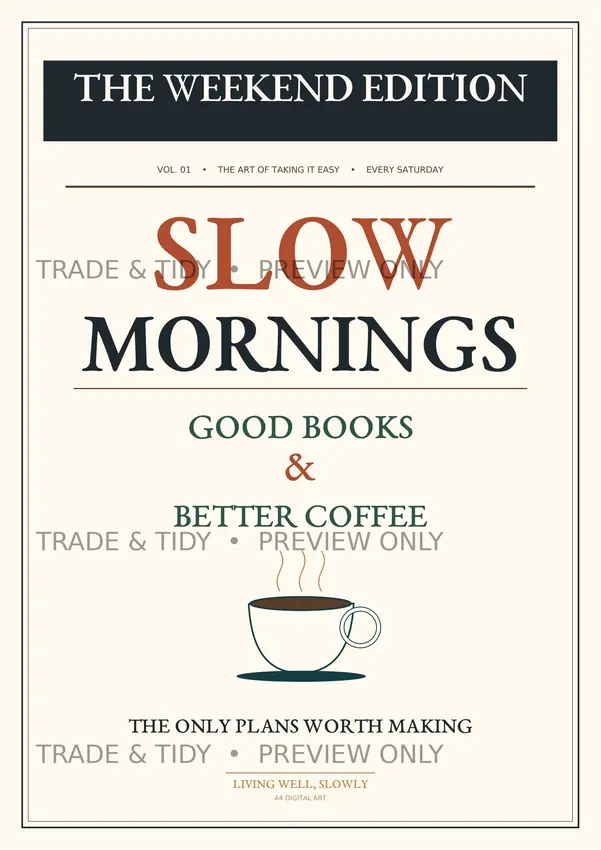 THE WEEKEND EDITION
VOL. 01 • THE ART OF TAKING IT EASY • EVERY SATURDAY
SLOW
TRADE & TIDY • PREVIEW ONLY
MORNINGS
GOOD BOOKS
&
BETTER COFFEE
TRADE & TIDY • PREVIEW ONLY
THE ONLY PLANS WORTH MAKING
TRADE & TIDY • PREVIEW ONLY
LIVING WELL, SLOWLY
A4 DIGITAL ART